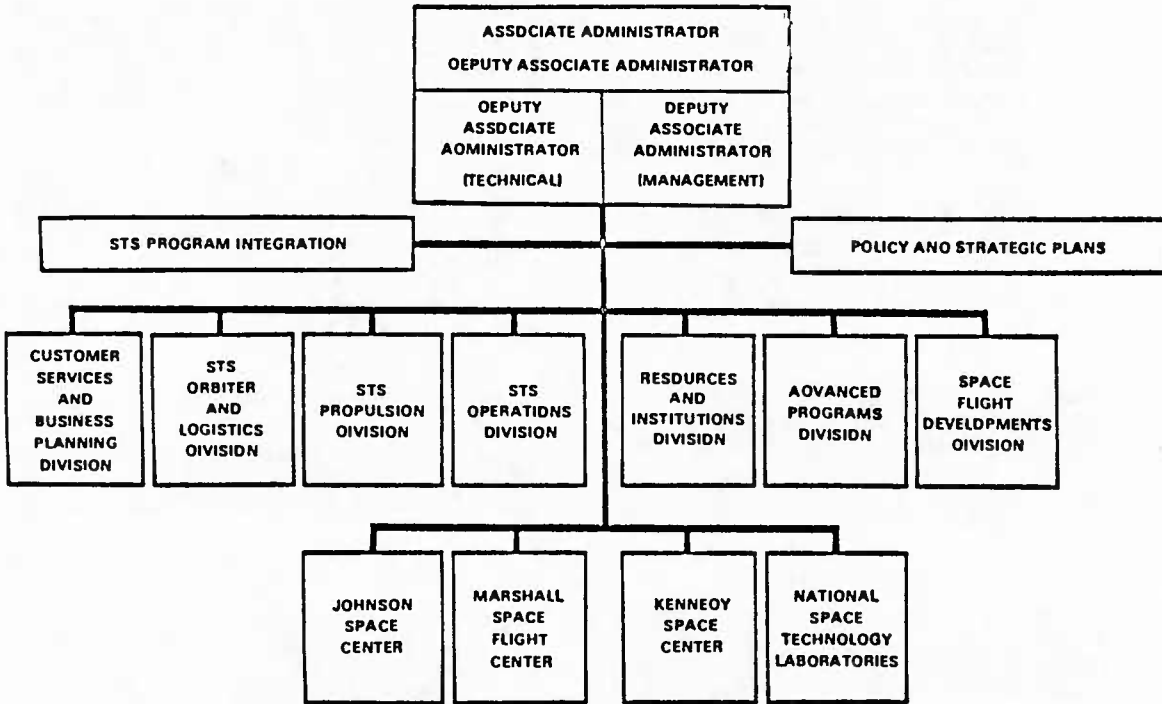 ASSDCIATE ADMINISTRATDR
OEPUTY ASSOCIATE ADMINISTRATOR
OEPUTY
ASSDCIATE
AOMINISTRATOR
(TECHNICAL)
DEPUTY
ASSOCIATE
ADMINISTRATOR
(MANAGEMENT)
STS PROGRAM INTEGRATION
POLICY ANO STRATEGIC PLANS
CUSTOMER
SERVICES
AND
BUSINESS
PLANNING
DIVISION
STS
ORBITER
AND
LOGISTICS
OIVISIDN
STS
PROPULSION
OIVISION
STS
OPERATIDNS
DIVISION
RESDURCES
AND
INSTITUTIONS
DIVISIDN
AOVANCED
PROGRAMS
DIVISIDN
SPACE
FLIGHT
DEVELDPMENTS
OIVISION
JOHNSON
SPACE
CENTER
MARSHALL
SPACE
FLIGHT
CENTER
KENNEOY
SPACE
CENTER
NATIONAL
SPACE
TECHNOLOGY
LABORATORIES